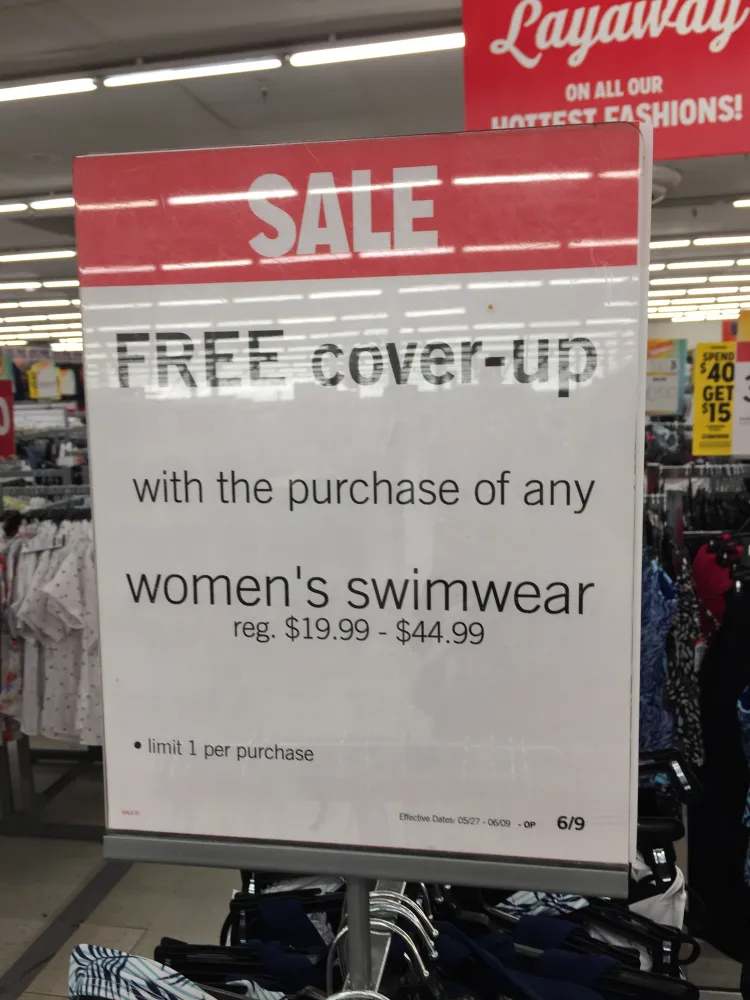 Layaway
ON ALL OUR
HOTTEST FASHIONS!
SALE
FREE cover-up
with the purchase of any
women's swimwear
reg. $19.99 - $44.99
• limit 1 per purchase
Effective Dates: 05/27 - 06/09 - OP 6/9
SPEND
$40
GET
$15